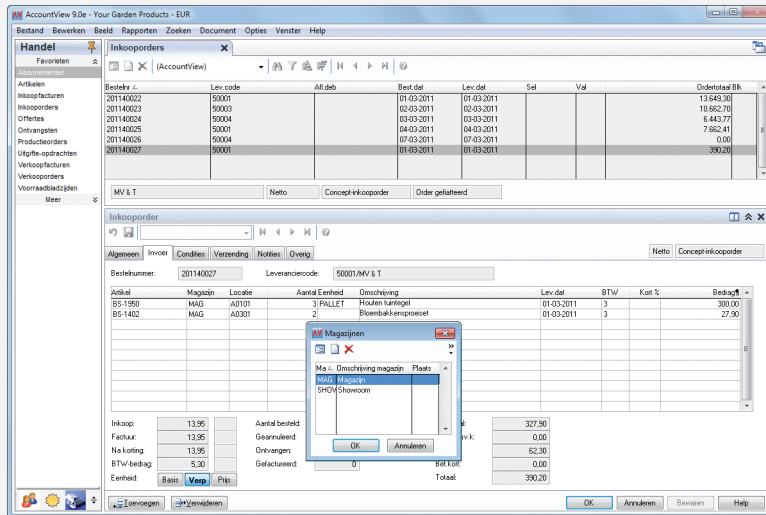 AccountView 9.0e - Your Garden Products - EUR
Bestand Bewerken Beeld Rapporten Zoeken Document Opties Venster Help
Handel
Favorieten
Abonnementen
Artikelen
Inkoopfacturen
Inkooporders
Offertes
Ontvangsten
Productieorders
Uitgifte-opdrachten
Verkoopfacturen
Verkooporders
Voorraadbladzijden
Meer
Inkooporders
(AccountView)
Bestelnr Lev.code Afl.deb Best.dat Lev.dat Sel Val Ordertotaal Blk
201140022 50001 01-03-2011 01-03-2011 13.649,30
201140023 50003 02-03-2011 02-03-2011 10.662,70
201140024 50004 03-03-2011 03-03-2011 6.443,77
201140025 50001 04-03-2011 04-03-2011 7.662,41
201140026 50004 07-03-2011 07-03-2011 0,00
201140027 50001 01-03-2011 01-03-2011 390,20
MV & T Netto Concept-inkooporder Order gefiatteerd
Inkooporder
Algemeen Invoer Condities Verzending Notities Overig Netto Concept-inkooporder
Bestelnummer: 201140027 Leveranciercode: 50001/MV & T
Artikel Magazijn Locatie Aantal Eenheid Omschrijving Lev.dat BTW Kort % Bedrag¶
BS-1950 MAG A0101 3 PALLET Houten tuintegel 01-03-2011 3 300,00
BS-1402 MAG A0301 2 Bloembakkensproeiset 01-03-2011 3 27,90
Magazijnen
Ma Omschrijving magazijn Plaats
MAG Magazijn
SHOV Showroom
OK Annuleren
Inkoop: 13,95 Aantal besteld: 327,90
Factuur: 13,95 Geannuleerd: 0,00
Na korting: 13,95 Ontvangen: 62,30
BTW-bedrag: 5,30 Gefactureerd: 0 Bet.kort: 0,00
Eenheid: Basis Verp Prijs Totaal: 390,20
Toevoegen Verwijderen OK Annuleren Bewaren Help